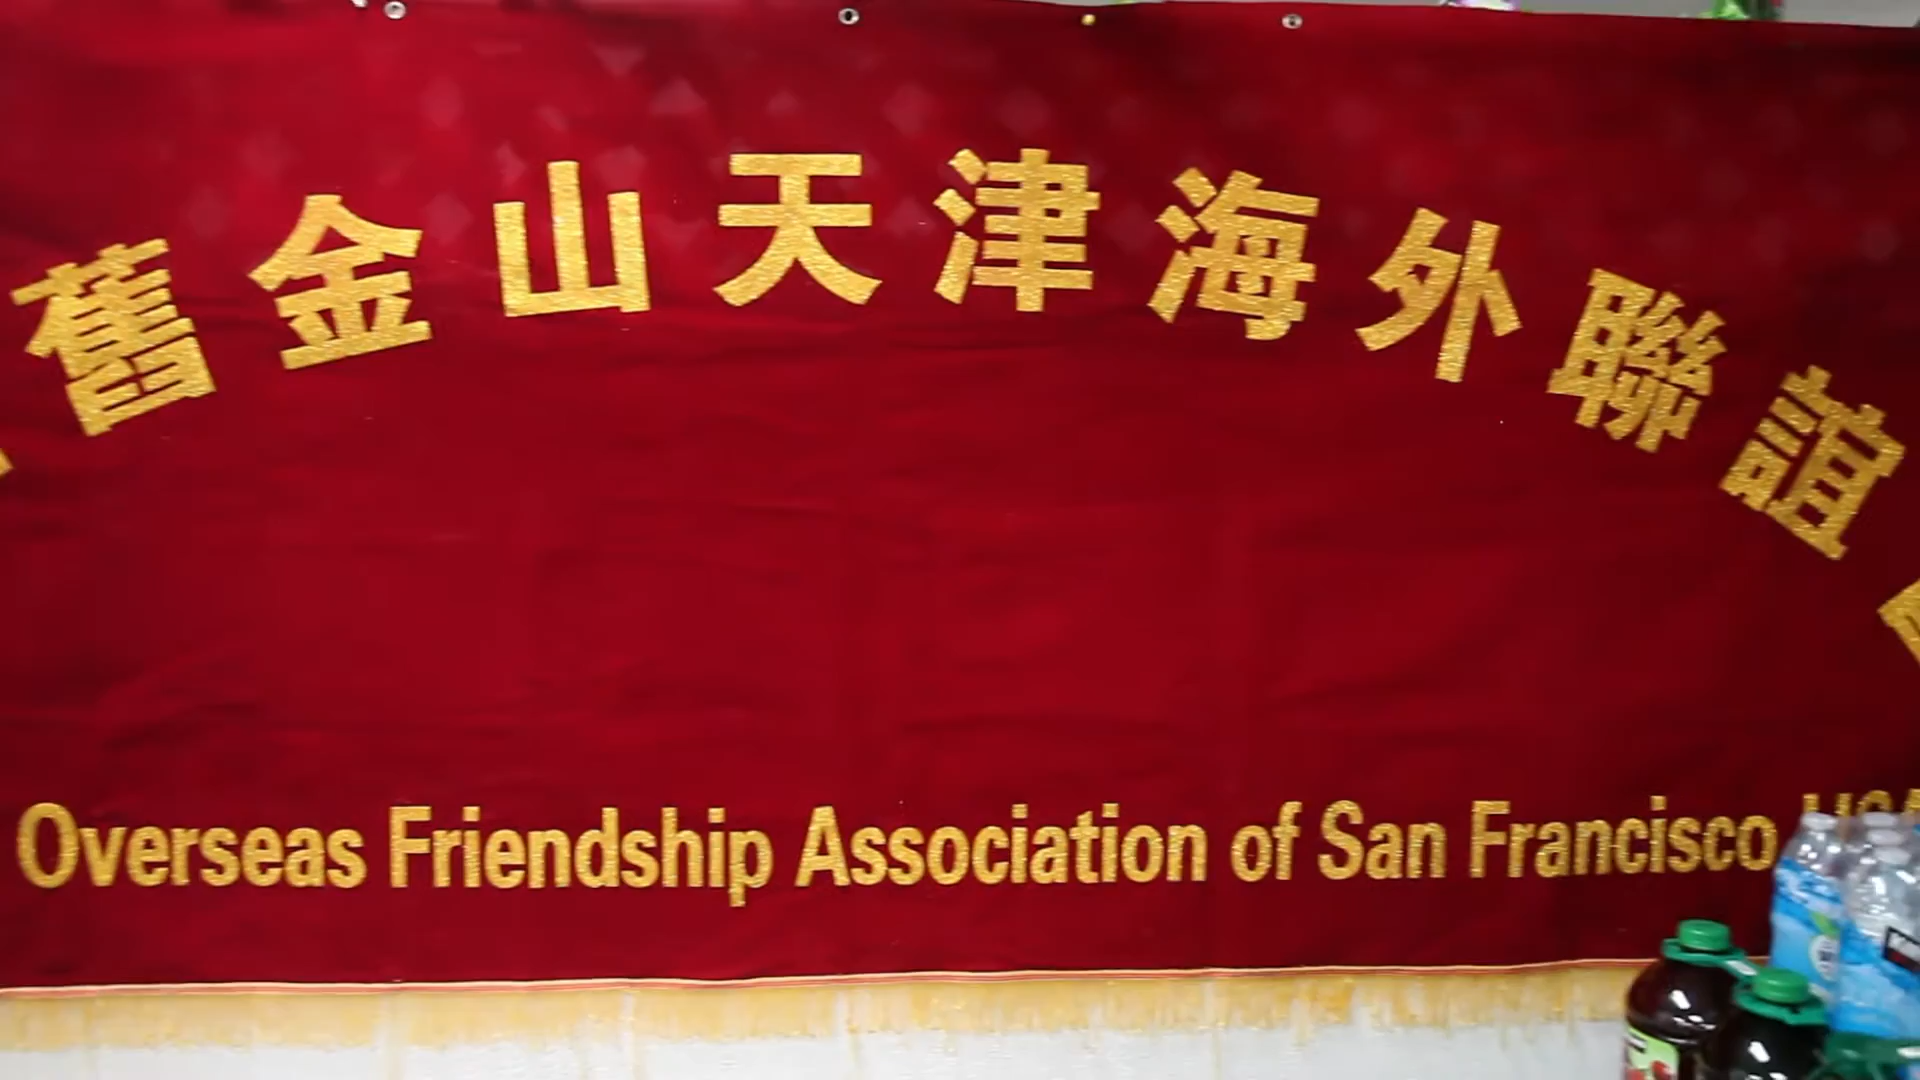 舊金山天津海外聯誼
Overseas Friendship Association of San Francisco